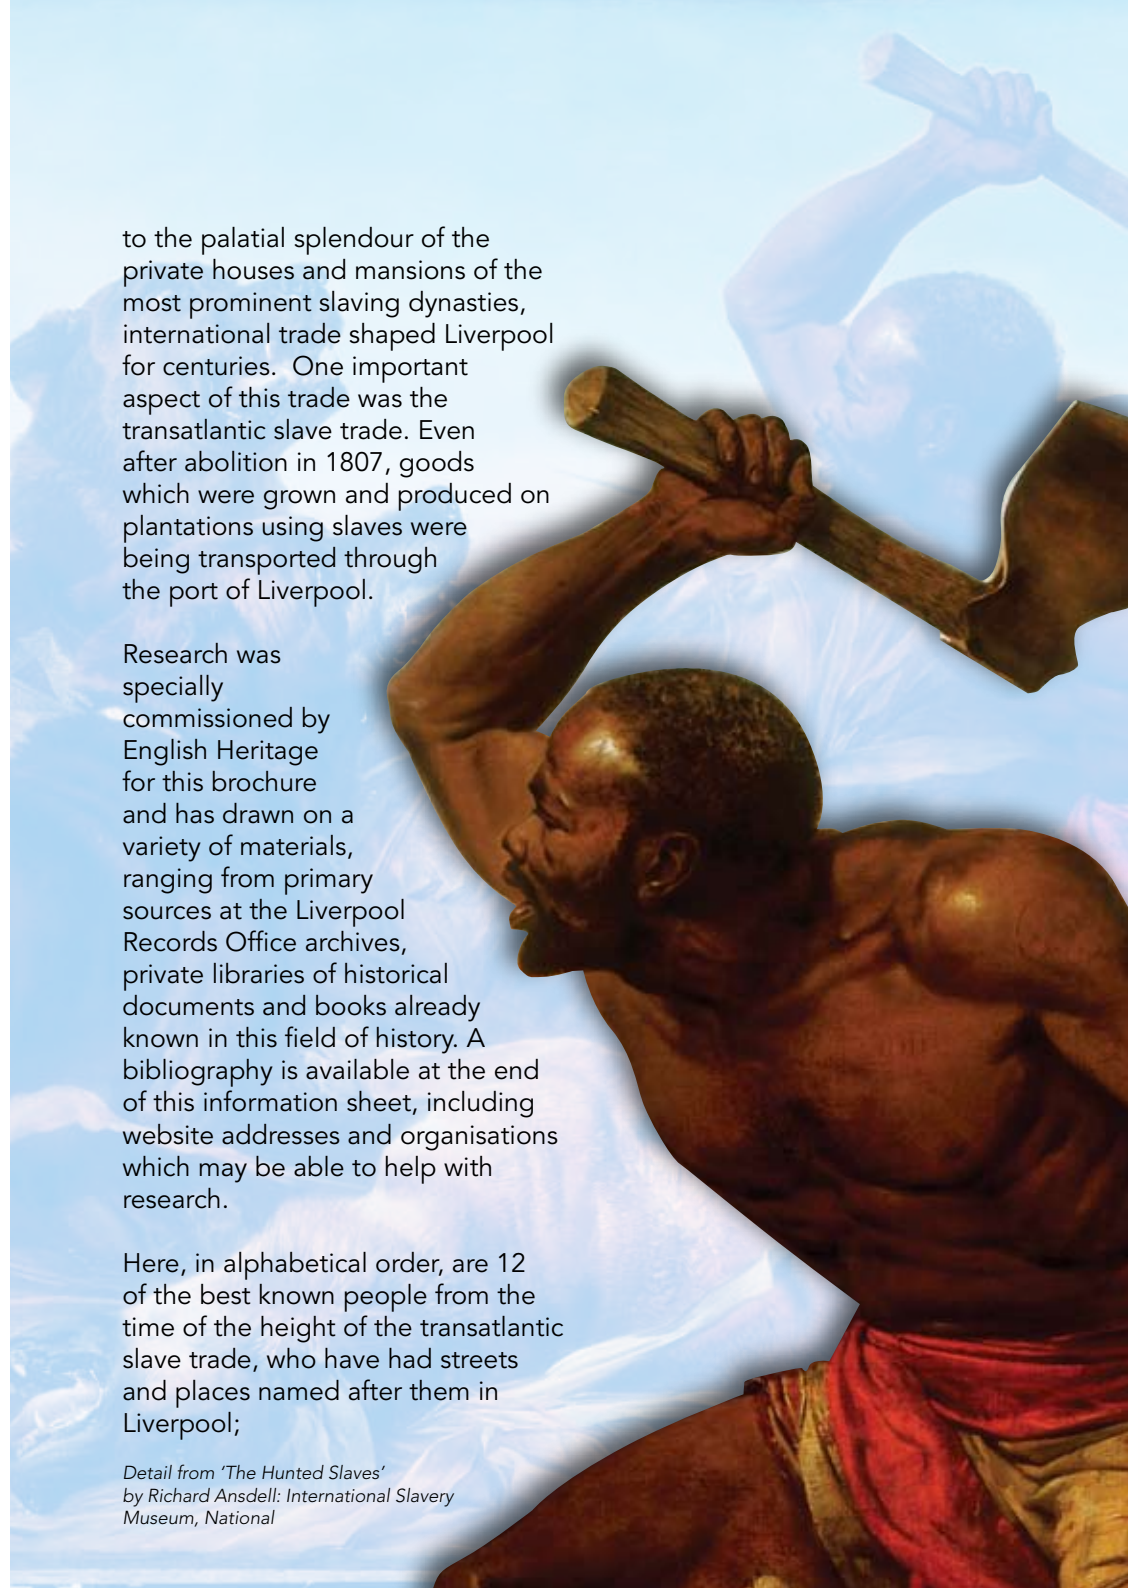 to the palatial splendour of the
private houses and mansions of the
most prominent slaving dynasties,
international trade shaped Liverpool
for centuries.  One important
aspect of this trade was the
transatlantic slave trade. Even
after abolition in 1807, goods
which were grown and produced on
plantations using slaves were
being transported through
the port of Liverpool.

Research was
specially
commissioned by
English Heritage
for this brochure
and has drawn on a
variety of materials,
ranging from primary
sources at the Liverpool
Records Office archives,
private libraries of historical
documents and books already
known in this field of history. A
bibliography is available at the end
of this information sheet, including
website addresses and organisations
which may be able to help with
research.

Here, in alphabetical order, are 12
of the best known people from the
time of the height of the transatlantic
slave trade, who have had streets
and places named after them in
Liverpool;

Detail from ‘The Hunted Slaves’
by Richard Ansdell: International Slavery
Museum, National